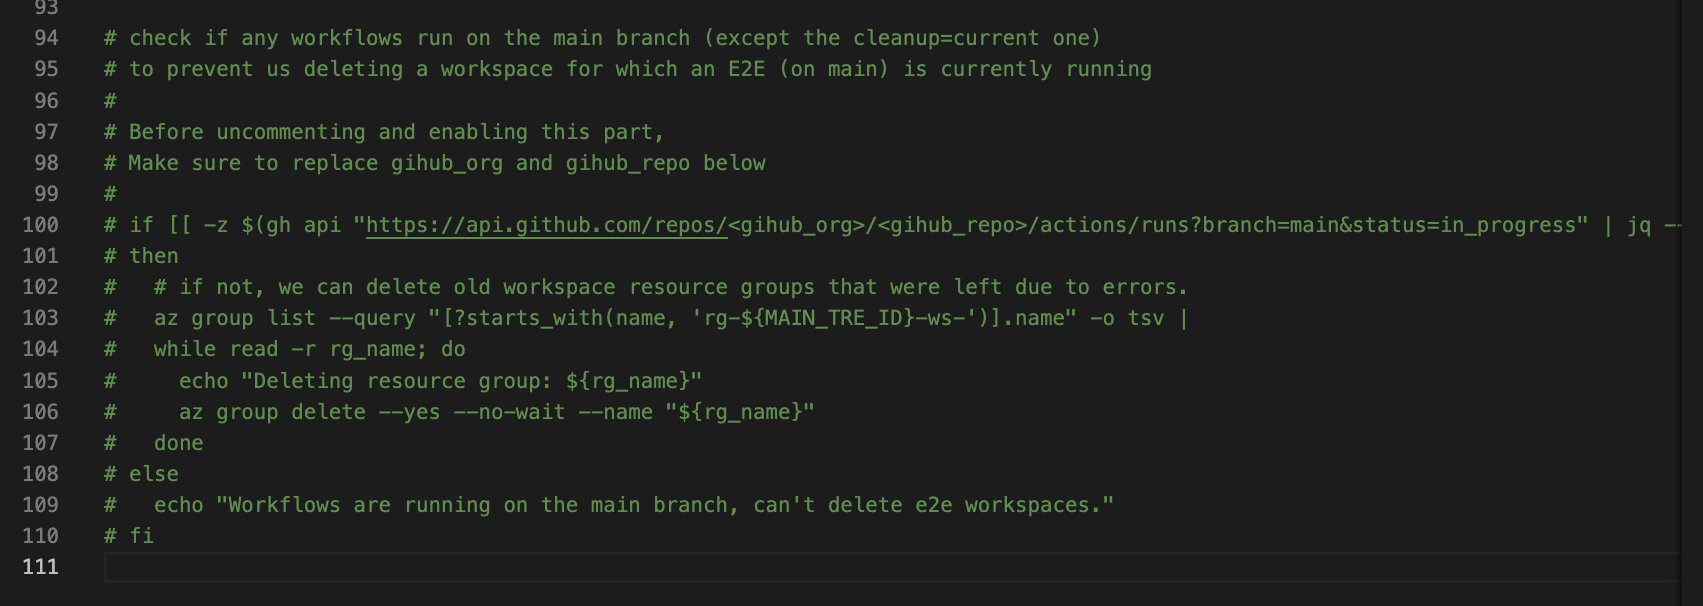 93
94 # check if any workflows run on the main branch (except the cleanup=current one)
95 # to prevent us deleting a workspace for which an E2E (on main) is currently running
96 #
97 # Before uncommenting and enabling this part,
98 # Make sure to replace gihub_org and gihub_repo below
99 #
100 # if [[ -z $(gh api "https://api.github.com/repos/<gihub_org>/<gihub_repo>/actions/runs?branch=main&status=in_progress" | jq --
101 # then
102 #   # if not, we can delete old workspace resource groups that were left due to errors.
103 #   az group list --query "[?starts_with(name, 'rg-${MAIN_TRE_ID}-ws-')].name" -o tsv |
104 #   while read -r rg_name; do
105 #     echo "Deleting resource group: ${rg_name}"
106 #     az group delete --yes --no-wait --name "${rg_name}"
107 #   done
108 # else
109 #   echo "Workflows are running on the main branch, can't delete e2e workspaces."
110 # fi
111